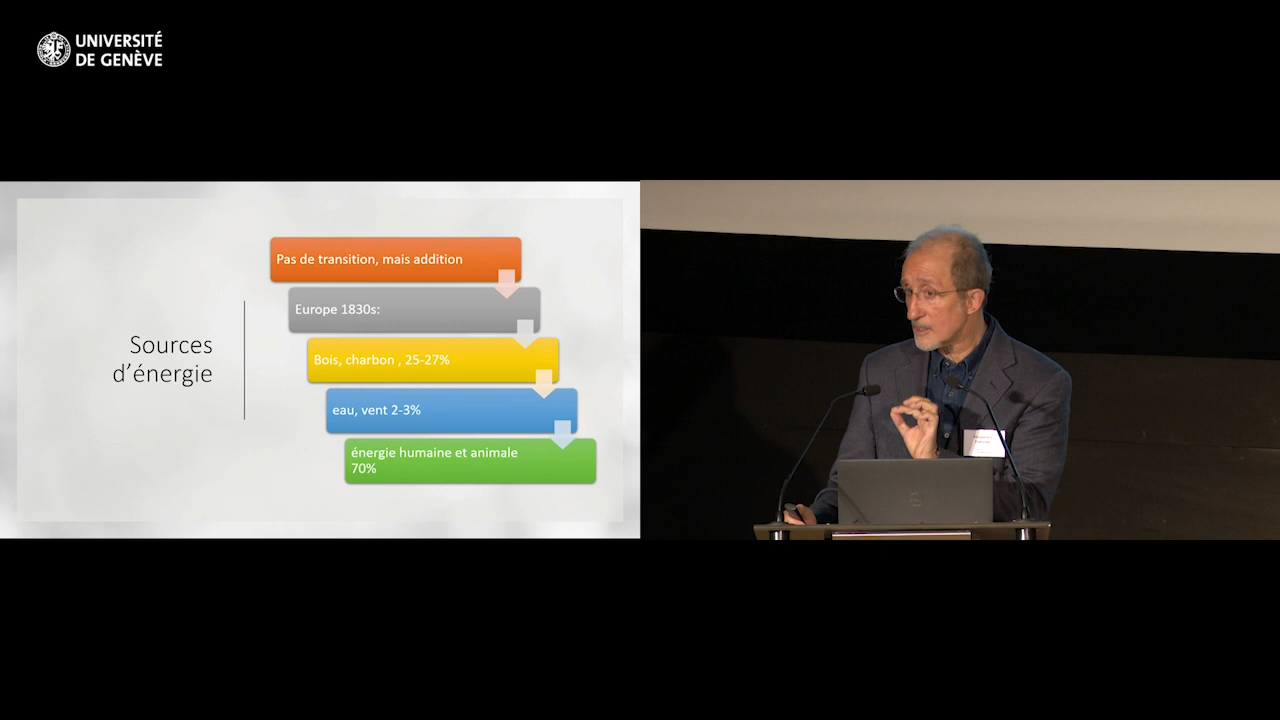 UNIVERSITÉ
DE GENÈVE
Sources
d'énergie
Pas de transition, mais addition
Europe 1830s:
Bois, charbon , 25-27%
eau, vent 2-3%
énergie humaine et animale
70%